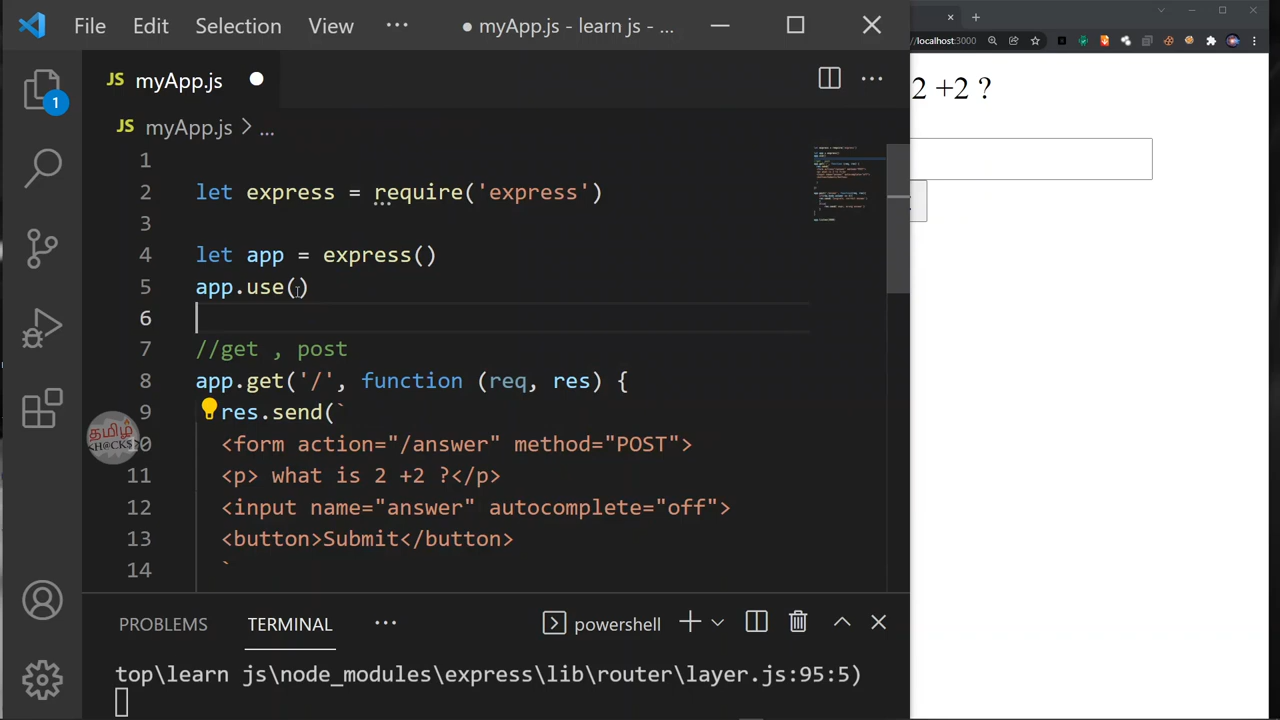 File Edit Selection View ··· ● myApp.js - learn js - ...
JS myApp.js
JS myApp.js > ...
1
2 let express = require('express')
3
4 let app = express()
5 app.use()
6
7 //get , post
8 app.get('/', function (req, res) {
9 res.send(`
10 <form action="/answer" method="POST">
11 <p> what is 2 +2 ?</p>
12 <input name="answer" autocomplete="off">
13 <button>Submit</button>
14 `
1
தமிழ்
<H@CK$>
PROBLEMS TERMINAL ··· powershell
top\learn js\node_modules\express\lib\router\layer.js:95:5)
/localhost:3000
2 +2 ?